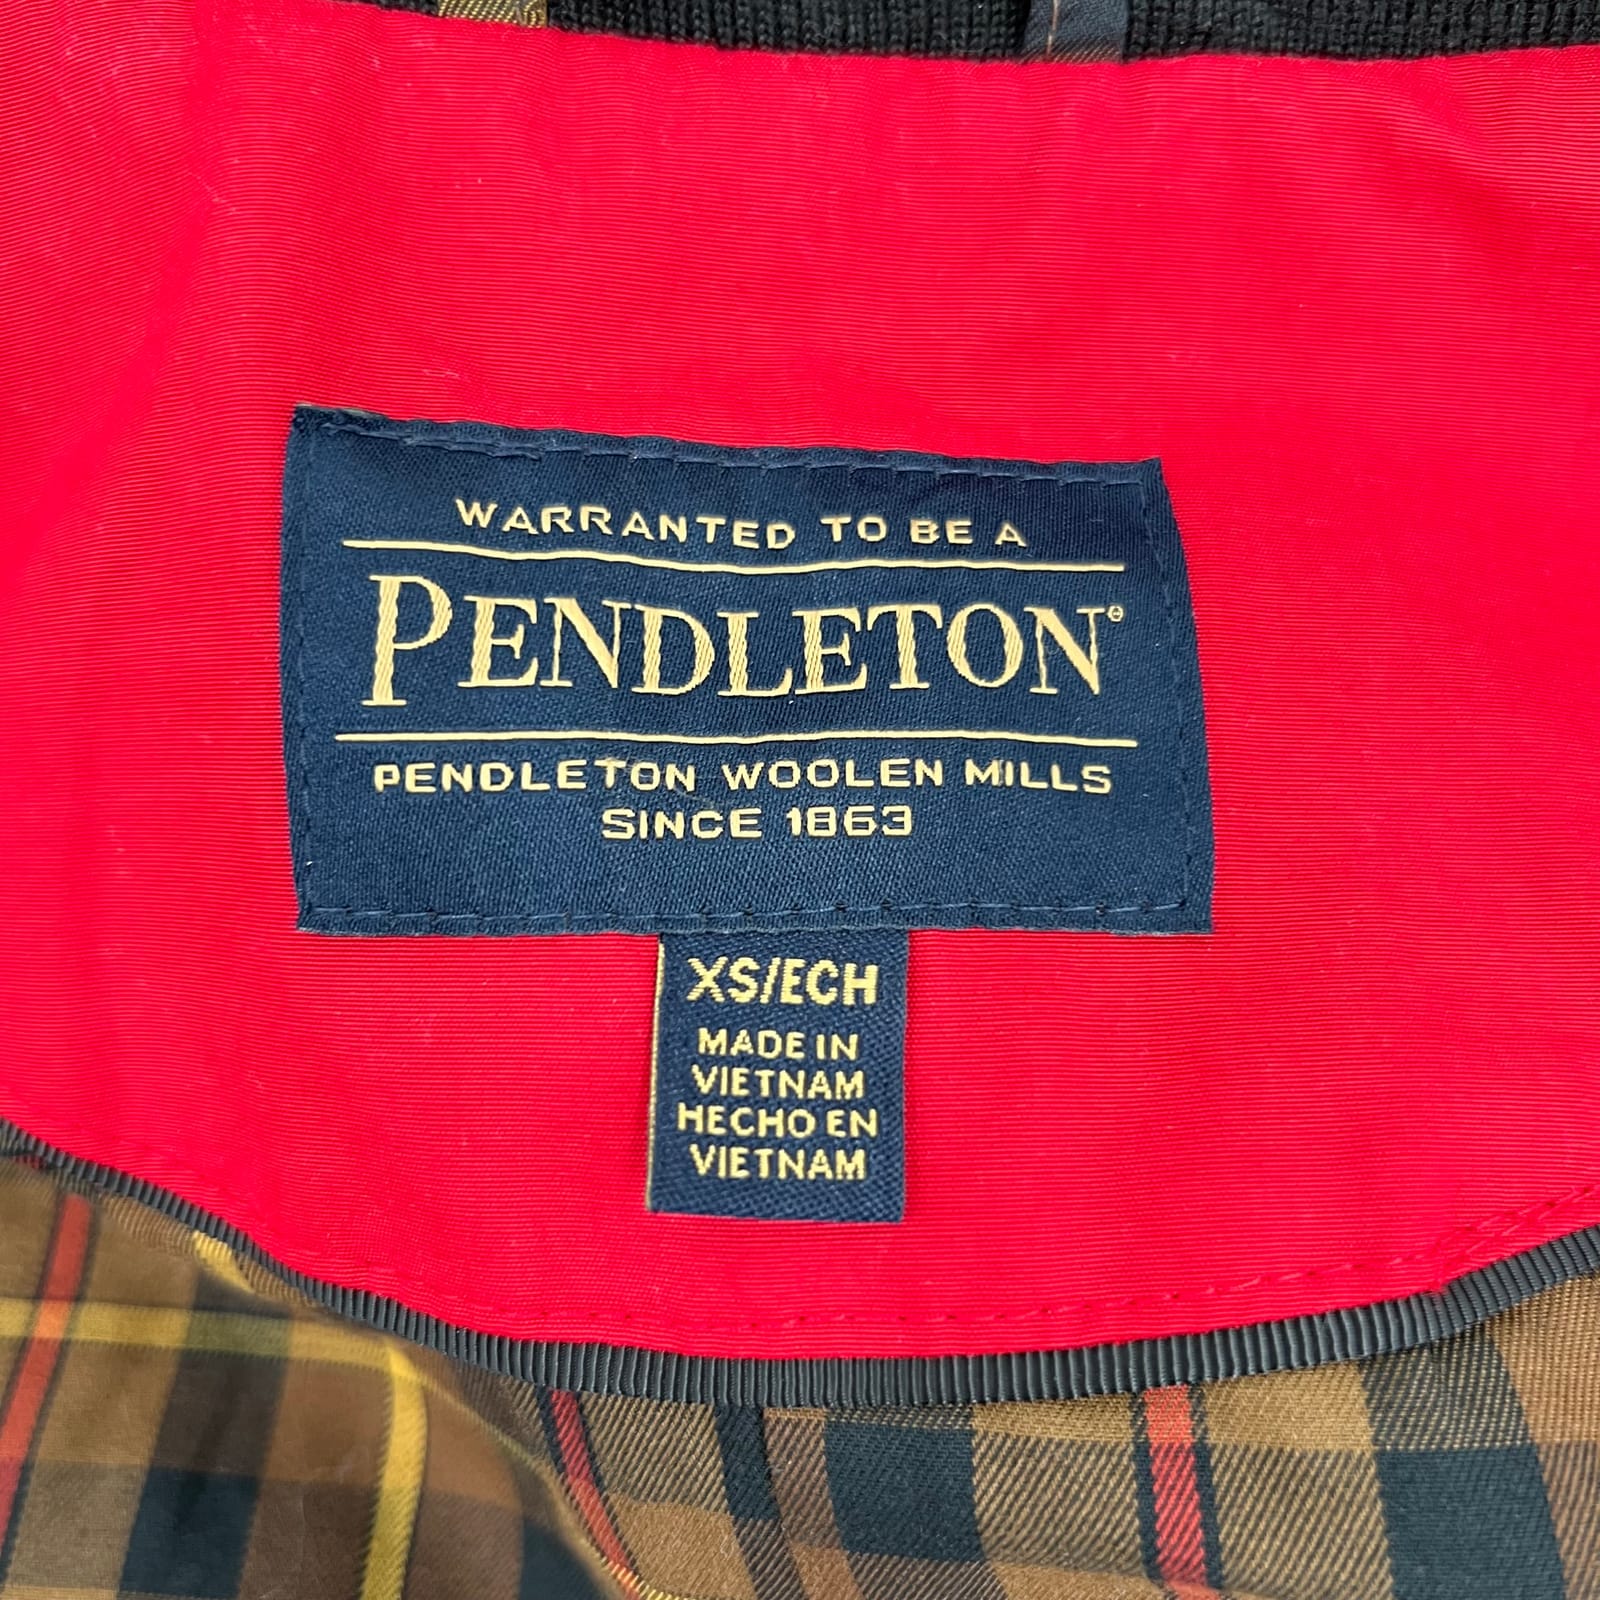 WARRANTED TO BE A
PENDLETON®
PENDLETON WOOLEN MILLS
SINCE 1863
XS/ECH
MADE IN
VIETNAM
HECHO EN
VIETNAM